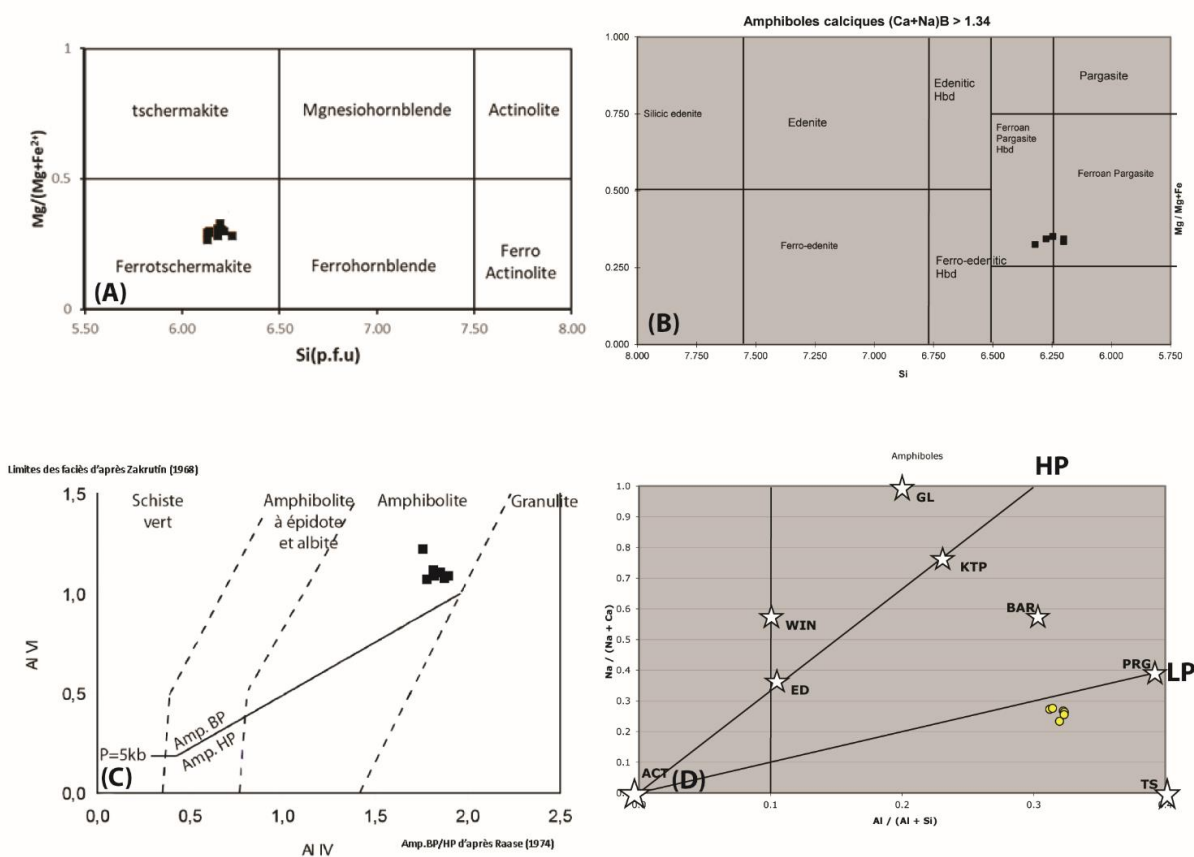 1
0.5
0
Mg/(Mg+Fe²⁺)
tschermakite
Mgnesiohornblende
Actinolite
Ferrotschermakite
Ferrohornblende
Ferro
Actinolite
(A)
5.50
6.00
6.50
7.00
7.50
8.00
Si(p.f.u)
Amphiboles calciques (Ca+Na)B > 1.34
1.000
0.750
0.500
0.250
0.000
Silicic edenite
Edenite
Edenitic
Hbd
Pargasite
Ferroan
Pargasite
Hbd
Ferroan Pargasite
Ferro-edenite
Ferro-edenitic
Hbd
Mg / Mg+Fe
(B)
8.000
7.750
7.500
7.250
7.000
6.750
6.500
6.250
6.000
5.750
Si
Limites des faciès d'après Zakrutín (1968)
1,5
1,0
0,5
0,0
Al VI
Schiste
vert
Amphibolite
à épidote
et albite
Amphibolite
Granulite
P=5kb
Amp. BP
Amp. HP
(C)
0,0
0,5
1,0
1,5
2,0
2,5
Al IV
Amp.BP/HP d'après Raase (1974)
Amphiboles
HP
1.0
0.9
0.8
0.7
0.6
0.5
0.4
0.3
0.2
0.1
Na / (Na + Ca)
GL
KTP
WIN
BAR
ED
PRG
LP
ACT
(D)
TS
0.1
0.2
0.3
Al / (Al + Si)